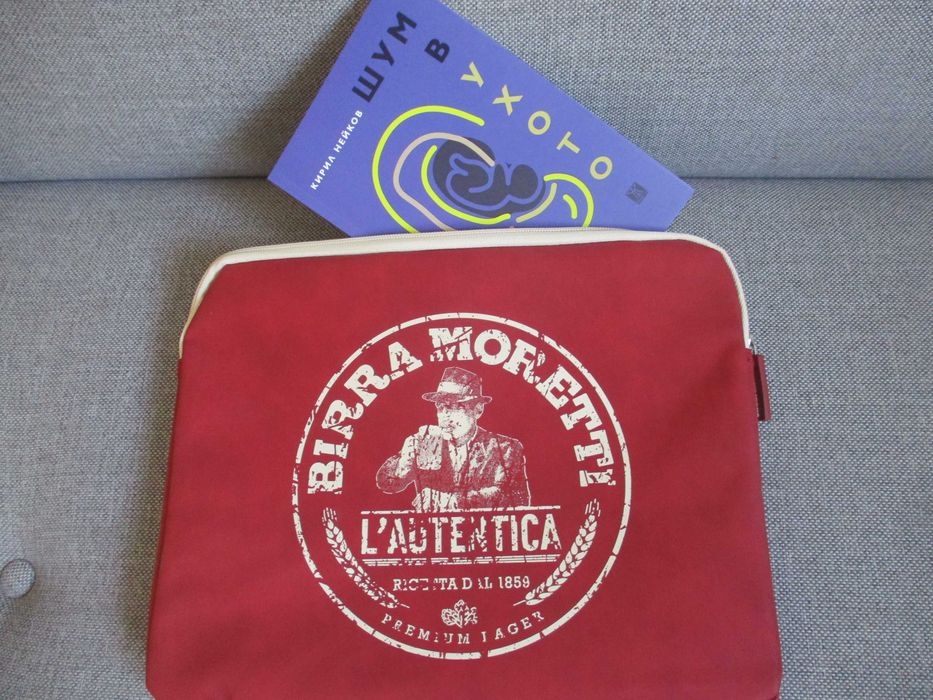 КИРИЛ НЕЙКОВ
ШУМ
В
УХОТО
BIRRA MORETTI
L'AUTENTICA
RICETTA DAL 1859
PREMIUM LAGER